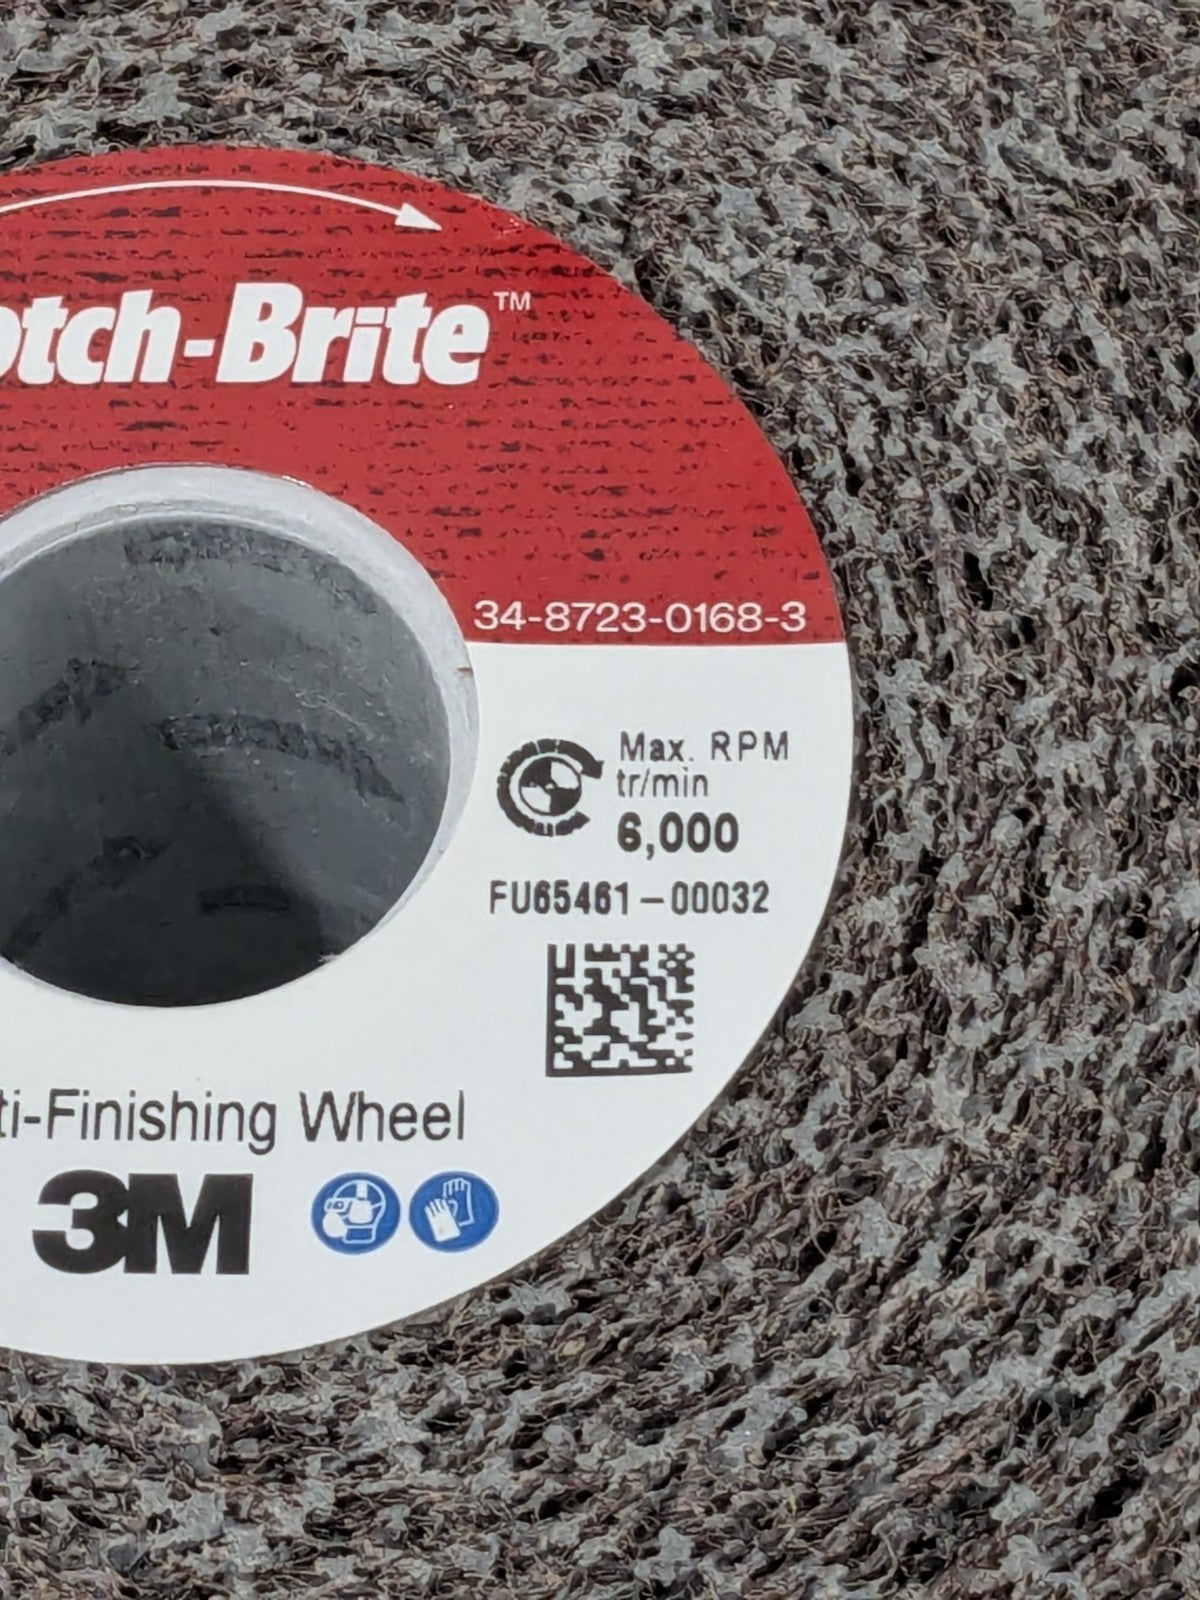 otch-Brite™
34-8723-0168-3
Max. RPM
tr/min
6,000
FU65461-00032
ti-Finishing Wheel
3M